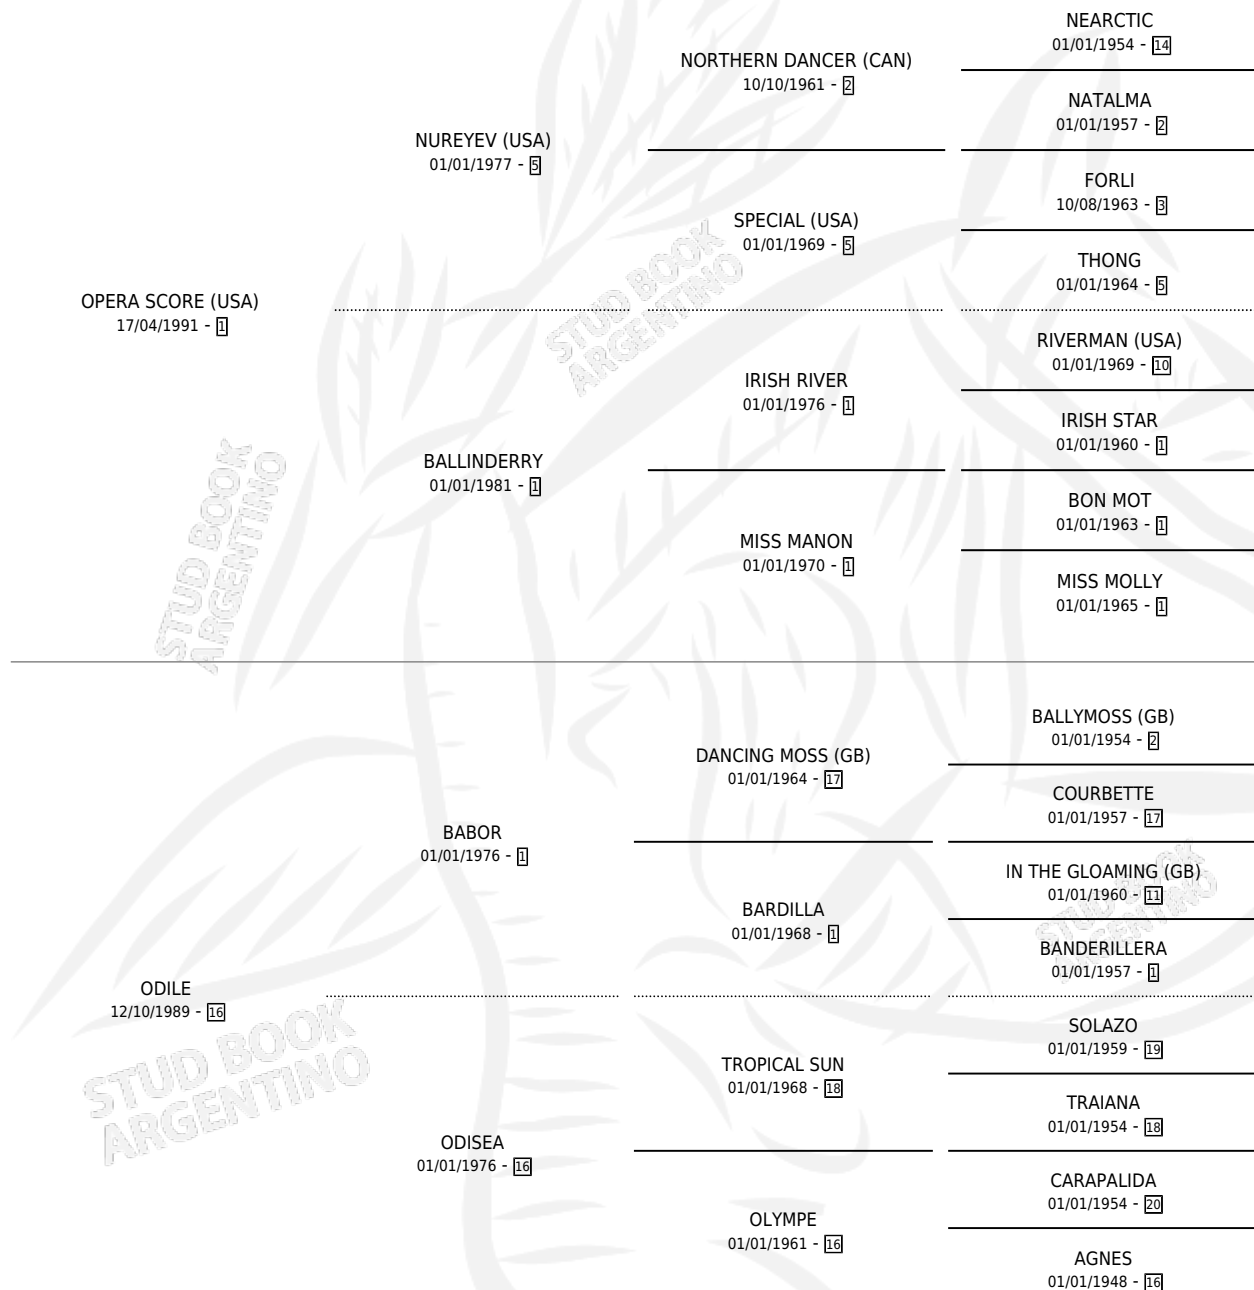 NEARCTIC
01/01/1954 - 14
NORTHERN DANCER (CAN)
10/10/1961 - 2
NATALMA
01/01/1957 - 2
NUREYEV (USA)
01/01/1977 - 5
FORLI
10/08/1963 - 3
SPECIAL (USA)
01/01/1969 - 5
THONG
01/01/1964 - 5
OPERA SCORE (USA)
17/04/1991 - 1
RIVERMAN (USA)
01/01/1969 - 10
IRISH RIVER
01/01/1976 - 1
IRISH STAR
01/01/1960 - 1
BALLINDERRY
01/01/1981 - 1
BON MOT
01/01/1963 - 1
MISS MANON
01/01/1970 - 1
MISS MOLLY
01/01/1965 - 1
BALLYMOSS (GB)
01/01/1954 - 2
DANCING MOSS (GB)
01/01/1964 - 17
COURBETTE
01/01/1957 - 17
BABOR
01/01/1976 - 1
IN THE GLOAMING (GB)
01/01/1960 - 11
BARDILLA
01/01/1968 - 1
BANDERILLERA
01/01/1957 - 1
ODILE
12/10/1989 - 16
SOLAZO
01/01/1959 - 19
TROPICAL SUN
01/01/1968 - 18
TRAIANA
01/01/1954 - 18
ODISEA
01/01/1976 - 16
CARAPALIDA
01/01/1954 - 20
OLYMPE
01/01/1961 - 16
AGNES
01/01/1948 - 16
STUD BOOK
ARGENTINO
STUD BOOK
ARGENTINO
STUD BOOK
ARGENTINO
STUD BOOK
ARGENTINO